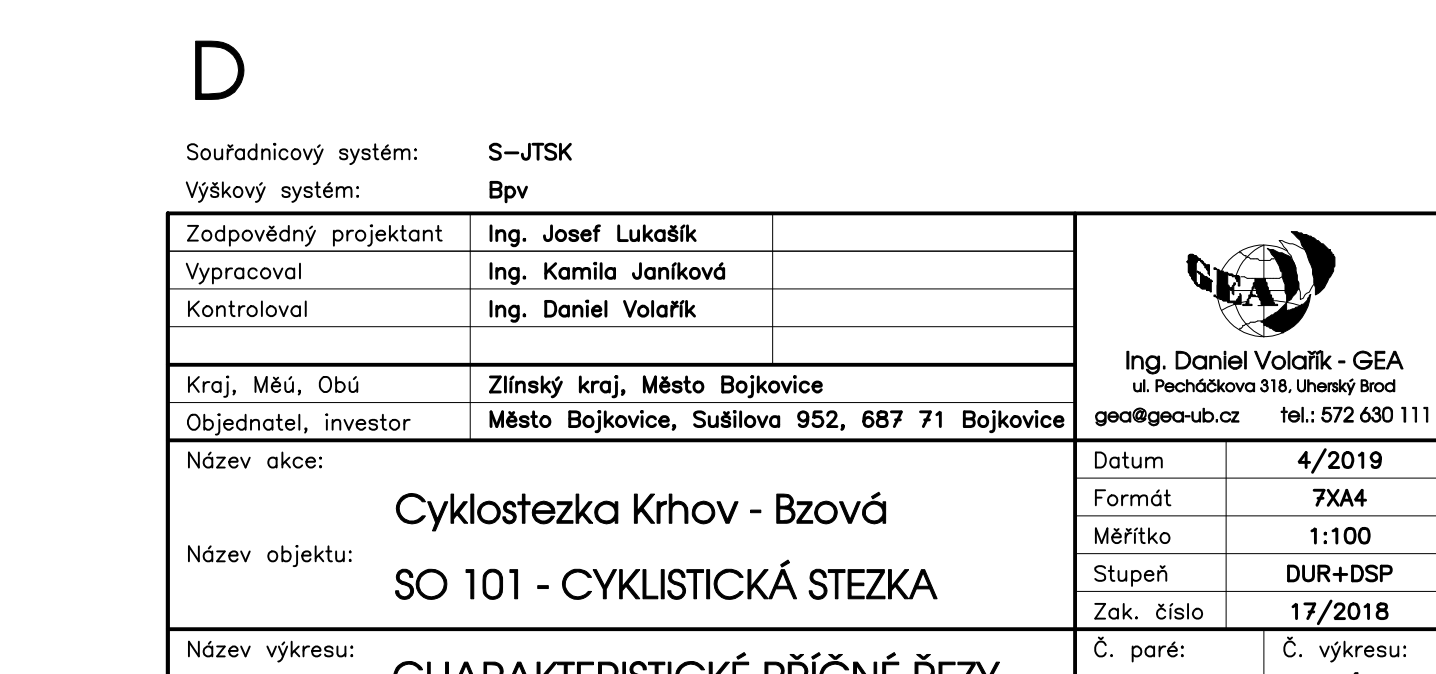 D
Souřadnicový systém: S-JTSK
Výškový systém: Bpv
Zodpovědný projektant Ing. Josef Lukašík
Vypracoval Ing. Kamila Janíková
Kontroloval Ing. Daniel Volařík
GEA
Ing. Daniel Volařík - GEA
ul. Pecháčkova 318, Uherský Brod
gea@gea-ub.cz tel.: 572 630 111
Kraj, Měú, Obú Zlínský kraj, Město Bojkovice
Objednatel, investor Město Bojkovice, Sušilova 952, 687 71 Bojkovice
Název akce:
Cyklostezka Krhov - Bzová
Název objektu:
SO 101 - CYKLISTICKÁ STEZKA
Datum 4/2019
Formát 7XA4
Měřítko 1:100
Stupeň DUR+DSP
Zak. číslo 17/2018
Název výkresu:
CHARAKTERISTICKÉ PŘÍČNÉ ŘEZY
Č. paré: Č. výkresu: